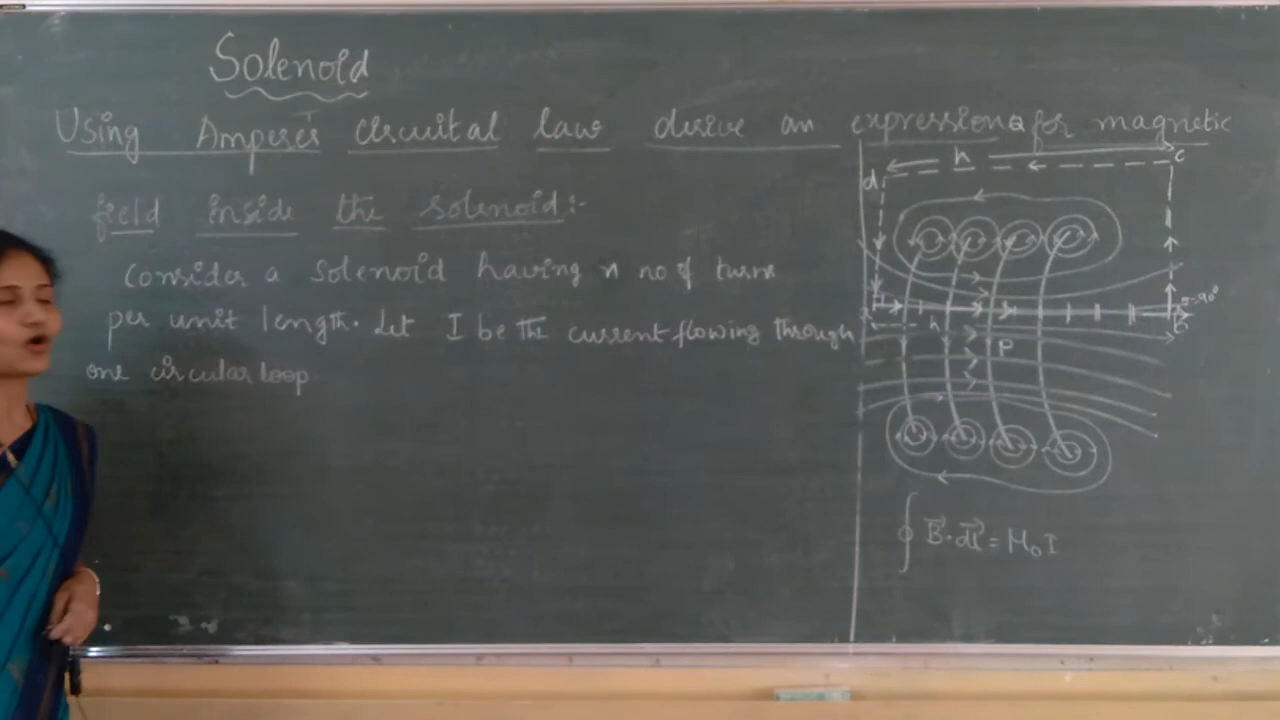 Solenoid
Using Ampere's circuital law derive an expression for magnetic
field inside the solenoid:-
Consider a solenoid having n no of turns
per unit length. Let I be the current flowing through
one circular loop.
h
d c
b
h
P
∮ B⃗·dl⃗ = μ₀I